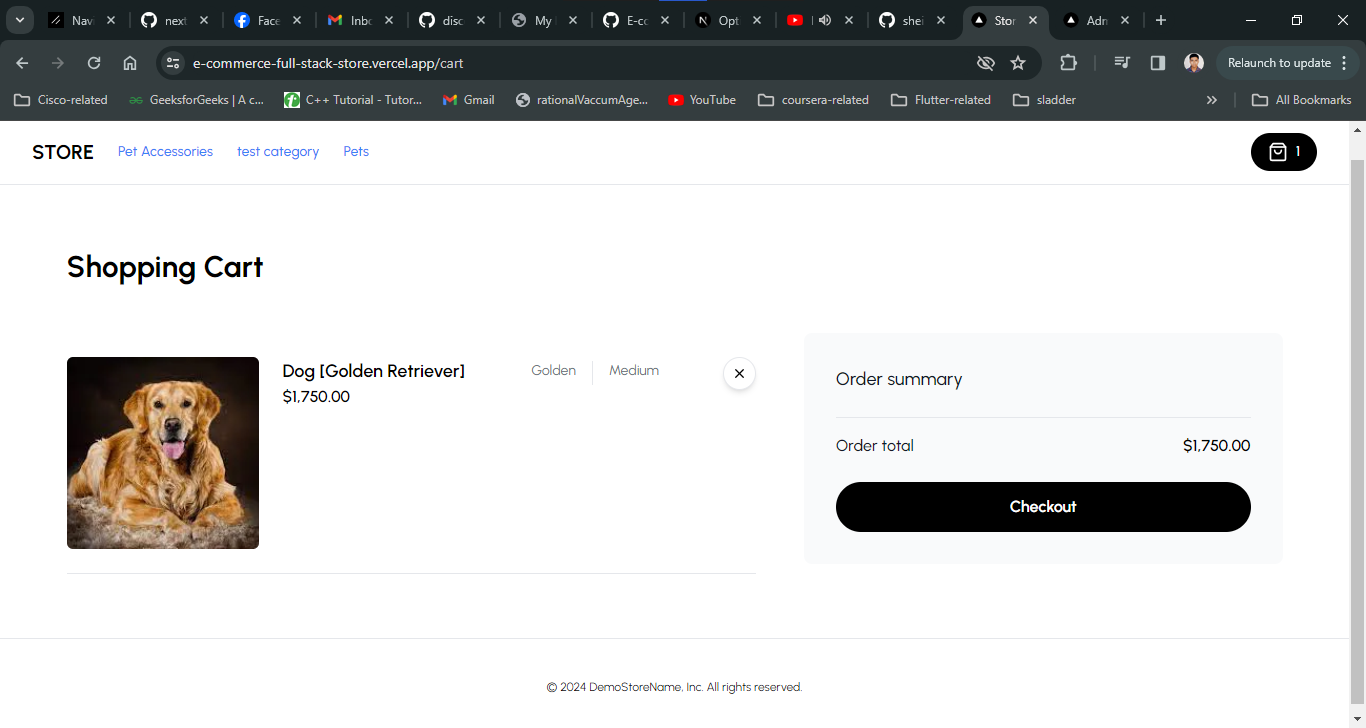 Navi
next
Face
Inbo
disc
My
E-co
Opt
shei
Stor
Adn
e-commerce-full-stack-store.vercel.app/cart
Relaunch to update
Cisco-related
GeeksforGeeks | A c...
C++ Tutorial - Tutor...
Gmail
rationalVaccumAge...
YouTube
coursera-related
Flutter-related
sladder
»
All Bookmarks
STORE
Pet Accessories
test category
Pets
1
Shopping Cart
Dog [Golden Retriever]
Golden
Medium
$1,750.00
Order summary
Order total
$1,750.00
Checkout
© 2024 DemoStoreName, Inc. All rights reserved.